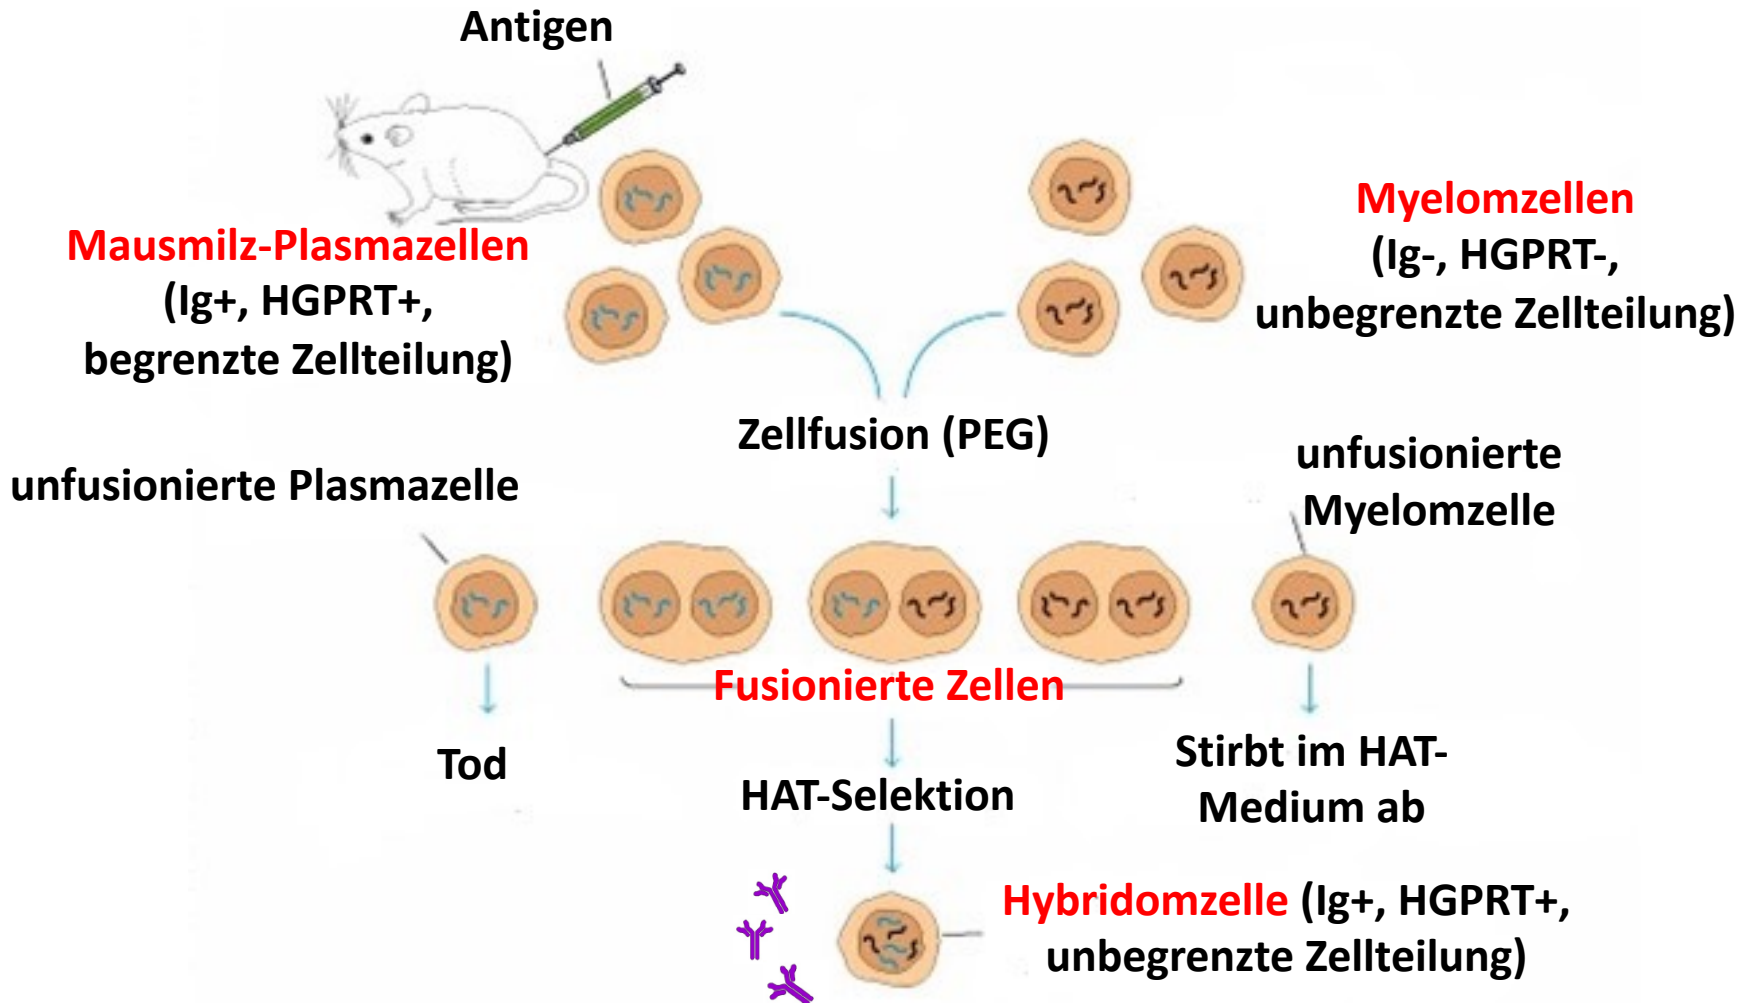 Antigen
Mausmilz-Plasmazellen
(Ig+, HGPRT+,
begrenzte Zellteilung)
Myelomzellen
(Ig-, HGPRT-,
unbegrenzte Zellteilung)
Zellfusion (PEG)
unfusionierte Plasmazelle
unfusionierte
Myelomzelle
Fusionierte Zellen
Tod
HAT-Selektion
Stirbt im HAT-
Medium ab
Hybridomzelle (Ig+, HGPRT+,
unbegrenzte Zellteilung)